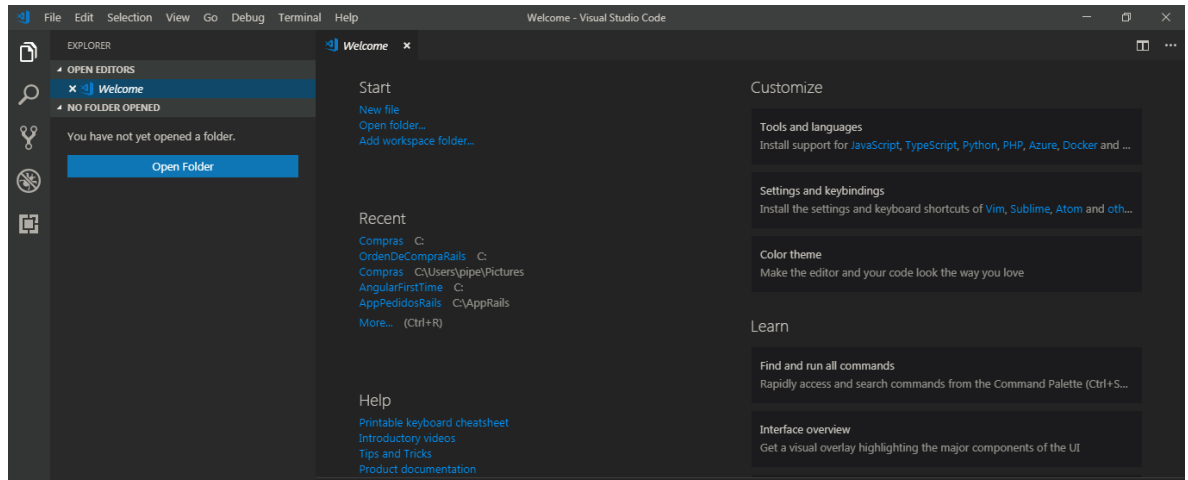 File Edit Selection View Go Debug Terminal Help
Welcome - Visual Studio Code
EXPLORER
OPEN EDITORS
Welcome
NO FOLDER OPENED
You have not yet opened a folder.
Open Folder
Welcome
Start
New file
Open folder...
Add workspace folder...
Recent
Compras C:
OrdenDeCompraRails C:
Compras C:\Users\pipe\Pictures
AngularFirstTime C:
AppPedidosRails C:\AppRails
More... (Ctrl+R)
Help
Printable keyboard cheatsheet
Introductory videos
Tips and Tricks
Product documentation
Customize
Tools and languages
Install support for JavaScript, TypeScript, Python, PHP, Azure, Docker and ...
Settings and keybindings
Install the settings and keyboard shortcuts of Vim, Sublime, Atom and oth...
Color theme
Make the editor and your code look the way you love
Learn
Find and run all commands
Rapidly access and search commands from the Command Palette (Ctrl+S...
Interface overview
Get a visual overlay highlighting the major components of the UI